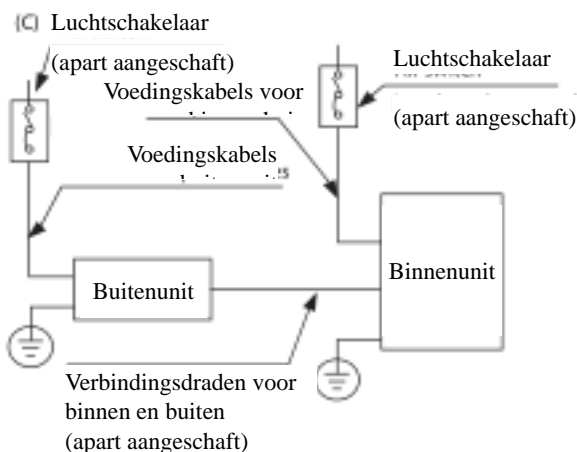 (C) Luchtschakelaar
(apart aangeschaft)
Luchtschakelaar
(apart aangeschaft)
Voedingskabels voor
Voedingskabels
Buitenunit
Binnenunit
Verbindingsdraden voor
binnen en buiten
(apart aangeschaft)